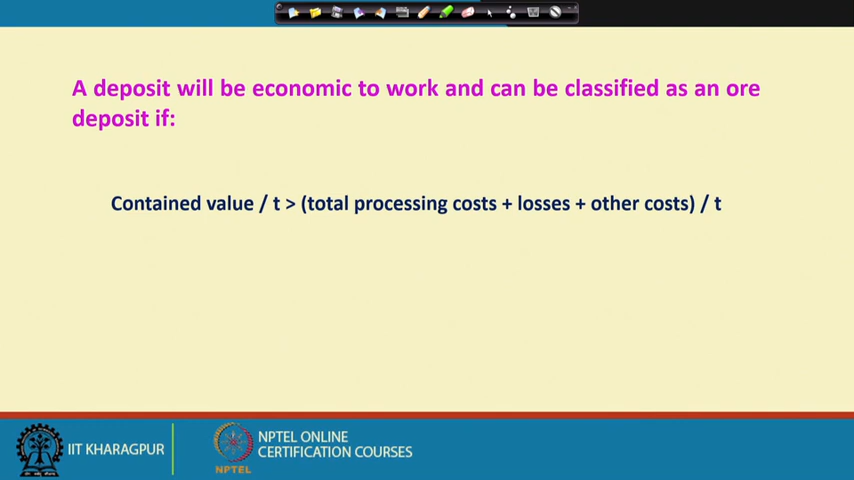 A deposit will be economic to work and can be classified as an ore
deposit if:
Contained value / t > (total processing costs + losses + other costs) / t
IIT KHARAGPUR
NPTEL
NPTEL ONLINE
CERTIFICATION COURSES